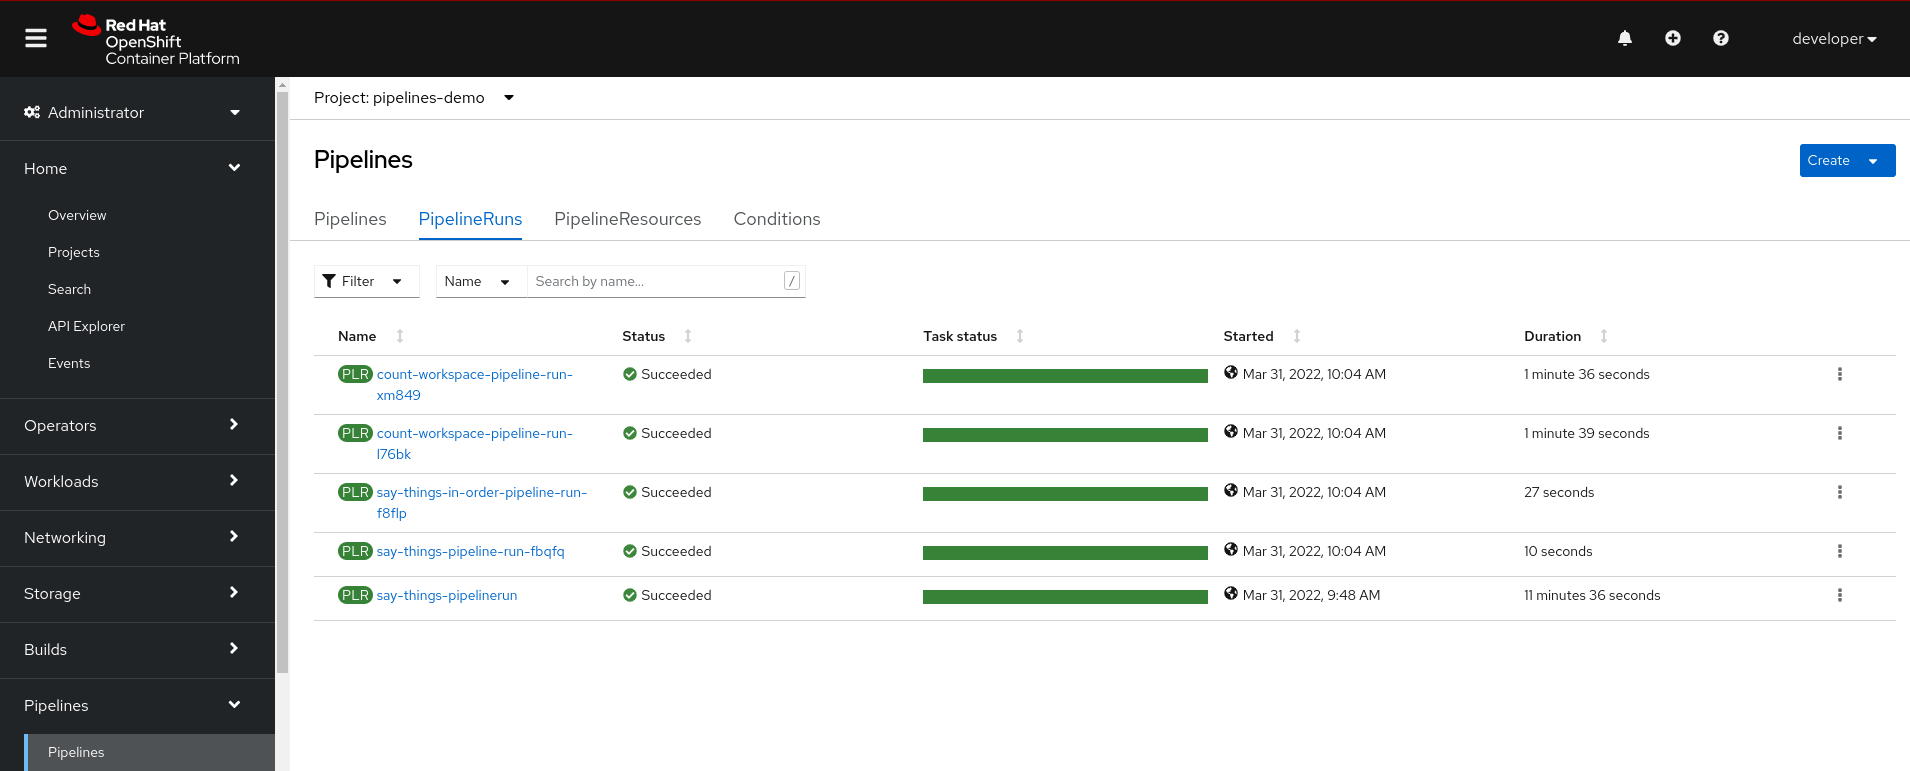 Red Hat
OpenShift
Container Platform
developer
Administrator
Home
Overview
Projects
Search
API Explorer
Events
Operators
Workloads
Networking
Storage
Builds
Pipelines
Pipelines
Project: pipelines-demo
Pipelines
Create
Pipelines PipelineRuns PipelineResources Conditions
Filter Name Search by name... /
Name Status Task status Started Duration
PLR count-workspace-pipeline-run- Succeeded Mar 31, 2022, 10:04 AM 1 minute 36 seconds
xm849
PLR count-workspace-pipeline-run- Succeeded Mar 31, 2022, 10:04 AM 1 minute 39 seconds
l76bk
PLR say-things-in-order-pipeline-run- Succeeded Mar 31, 2022, 10:04 AM 27 seconds
f8flp
PLR say-things-pipeline-run-fbqfq Succeeded Mar 31, 2022, 10:04 AM 10 seconds
PLR say-things-pipelinerun Succeeded Mar 31, 2022, 9:48 AM 11 minutes 36 seconds